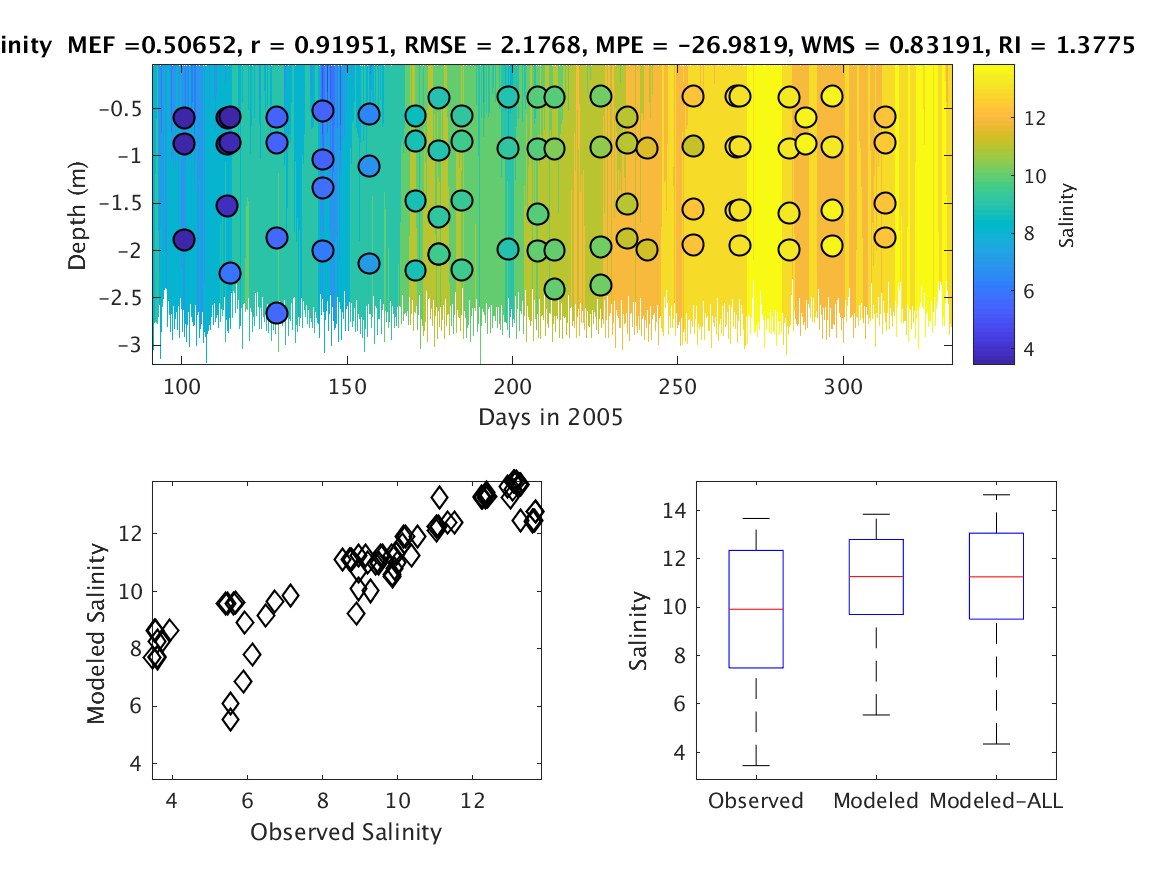 inity  MEF =0.50652, r = 0.91951, RMSE = 2.1768, MPE = -26.9819, WMS = 0.83191, RI = 1.3775
-0.5
-1
-1.5
-2
-2.5
-3
Depth (m)
100 150 200 250 300
Days in 2005
12
10
8
6
4
Salinity
12
10
8
6
4
Modeled Salinity
4 6 8 10 12
Observed Salinity
14
12
10
8
6
4
Salinity
Observed Modeled Modeled-ALL